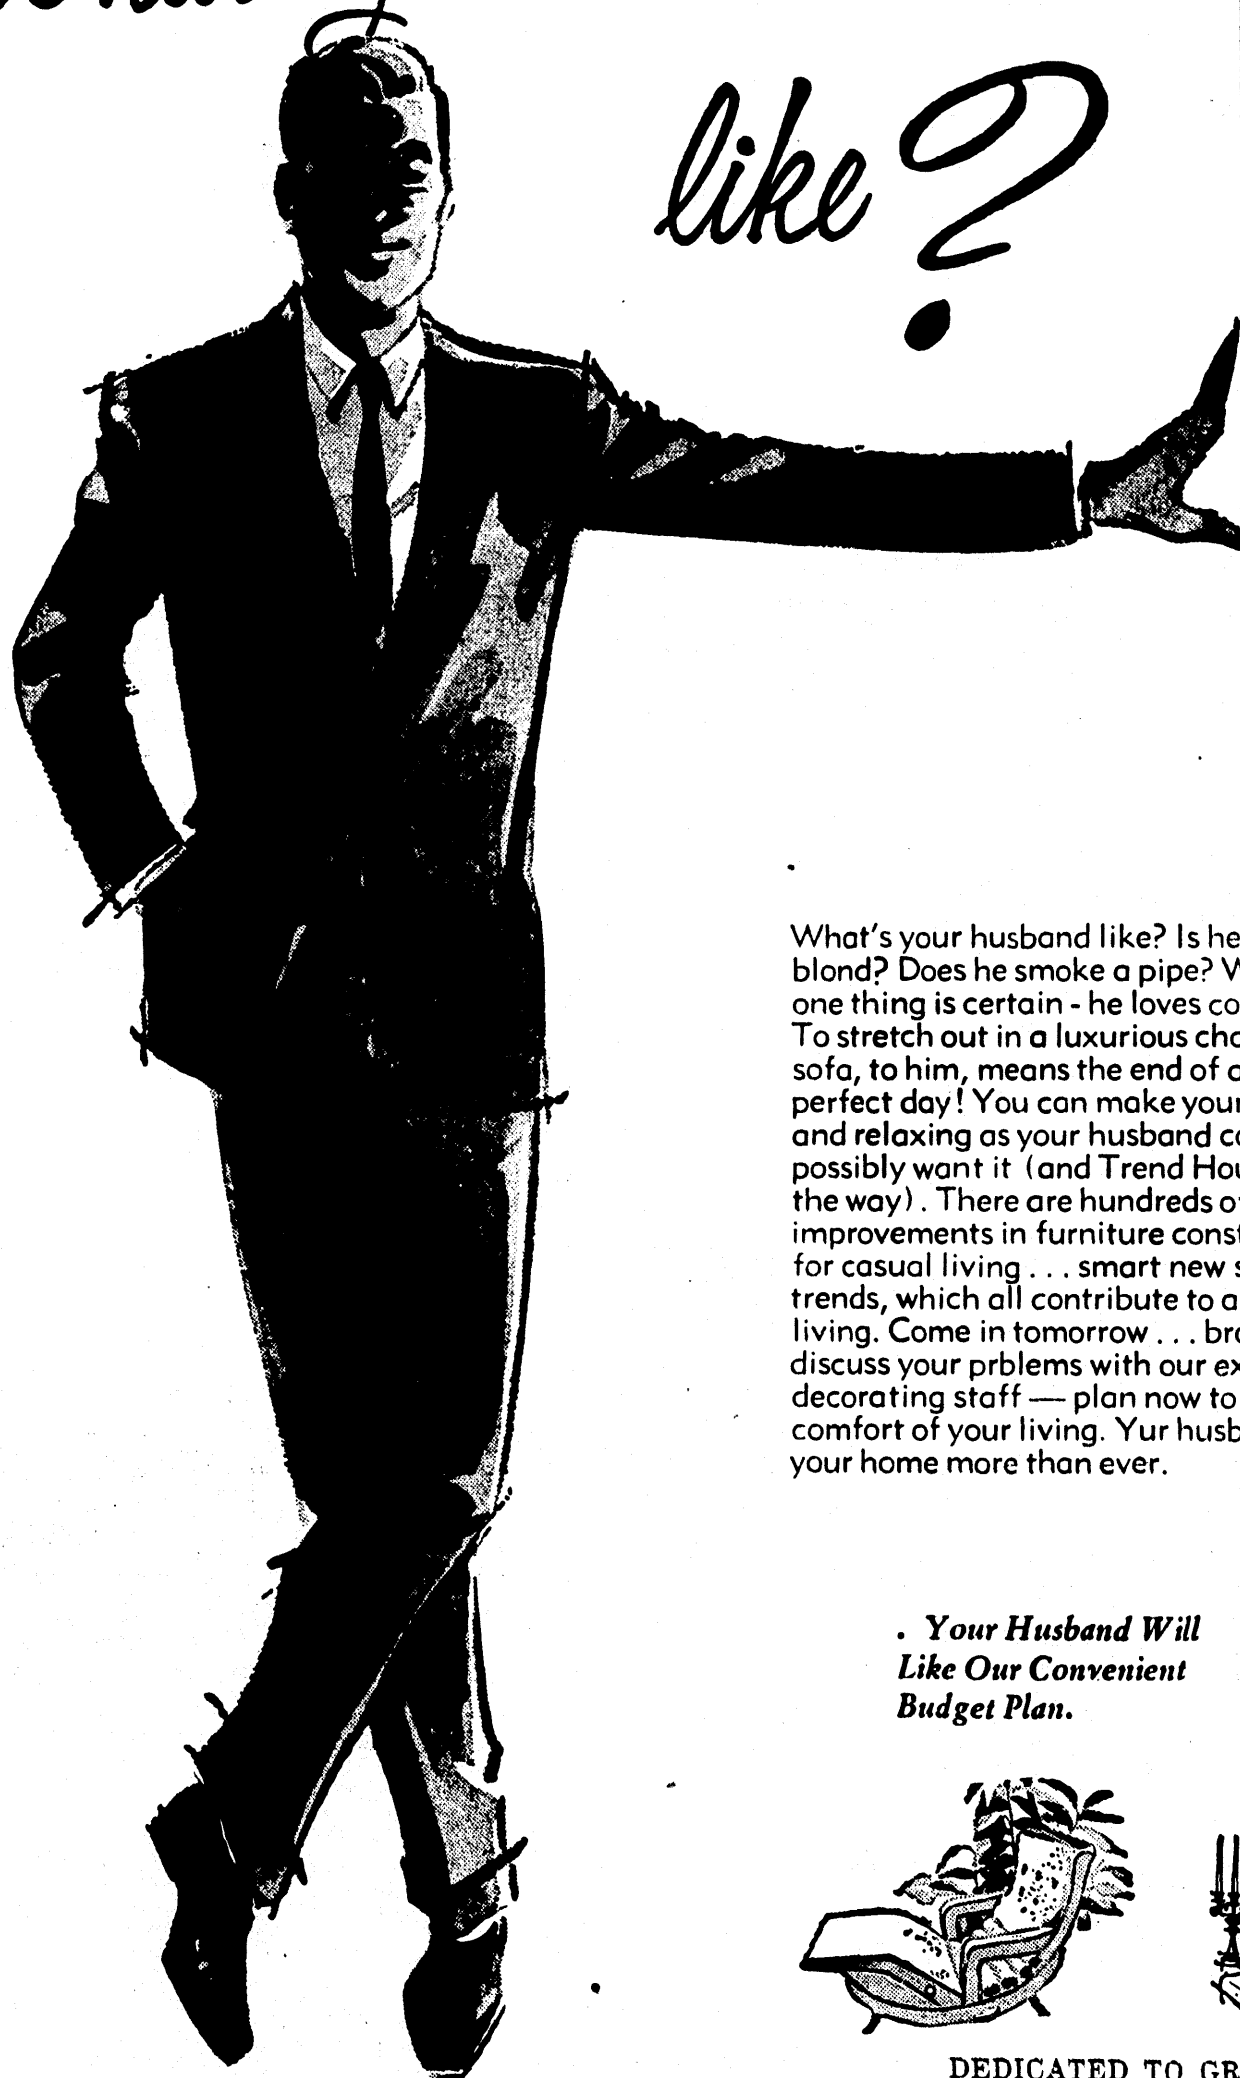 like?
What's your husband like? Is he
blond? Does he smoke a pipe? W
one thing is certain - he loves co
To stretch out in a luxurious cha
sofa, to him, means the end of a
perfect day! You can make your
and relaxing as your husband co
possibly want it (and Trend Hou
the way). There are hundreds of
improvements in furniture const
for casual living... smart new s
trends, which all contribute to a
living. Come in tomorrow... bro
discuss your prblems with our ex
decorating staff — plan now to
comfort of your living. Yur husb
your home more than ever.
. Your Husband Will
Like Our Convenient
Budget Plan.
DEDICATED TO GR